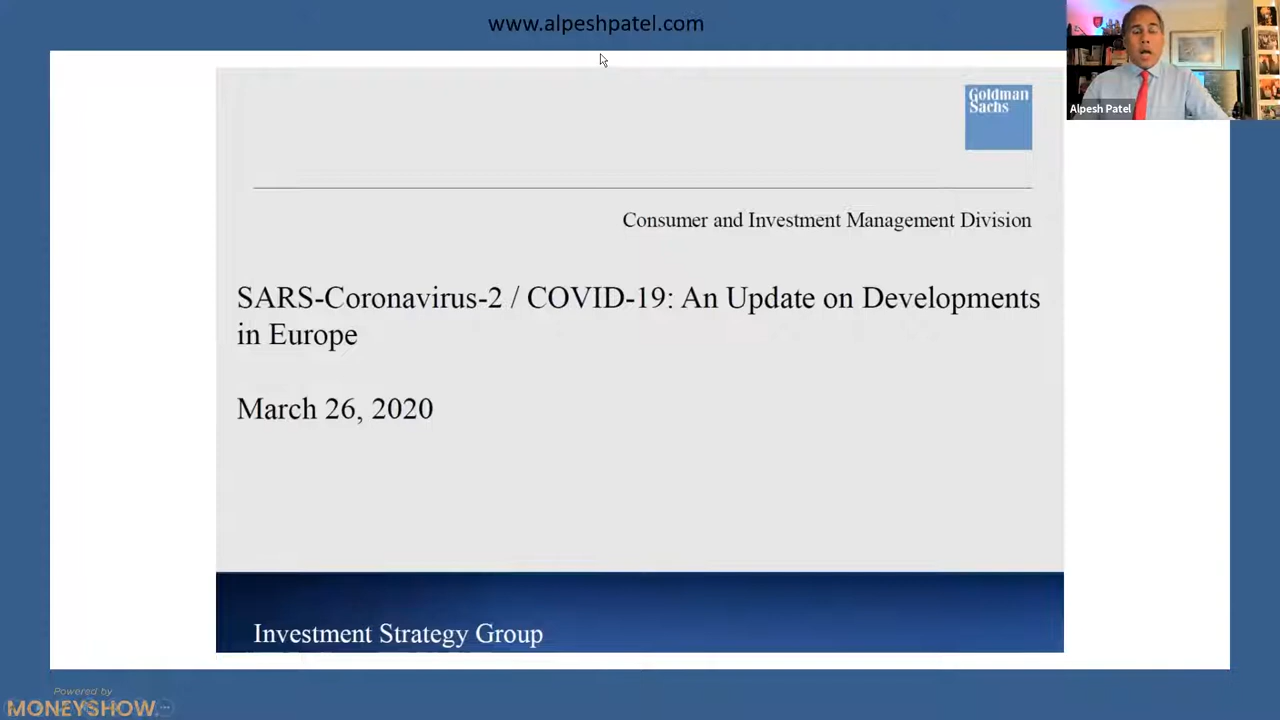 www.alpeshpatel.com
Alpesh Patel
Goldman
Sachs
Consumer and Investment Management Division
SARS-Coronavirus-2 / COVID-19: An Update on Developments
in Europe
March 26, 2020
Investment Strategy Group
Powered by
MONEYSHOW